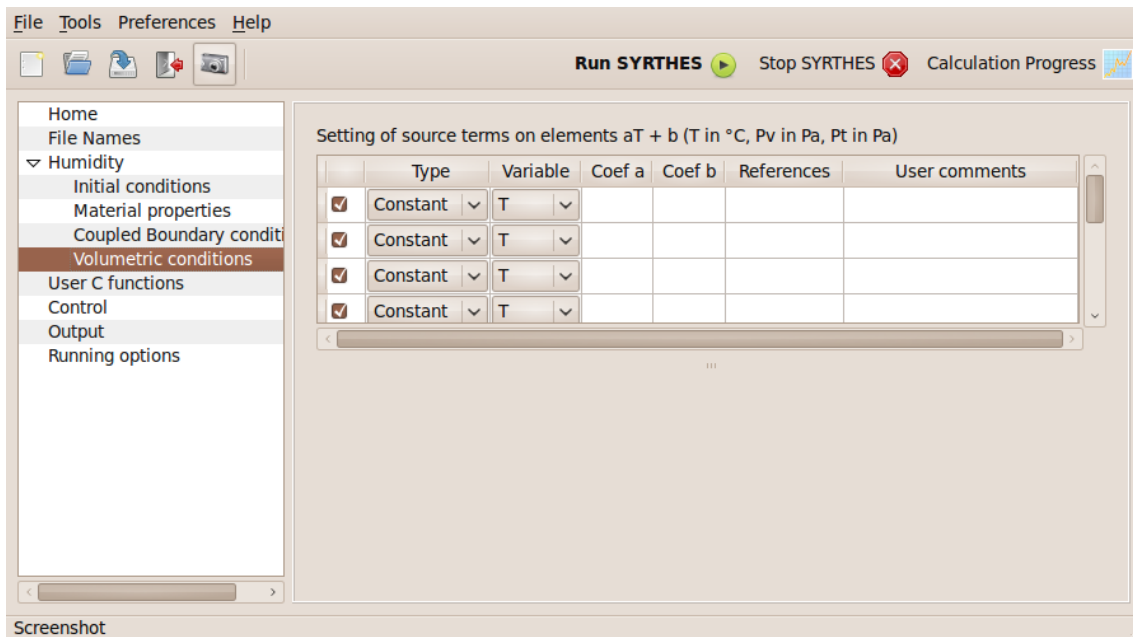 File Tools Preferences Help
Run SYRTHES Stop SYRTHES Calculation Progress
Home
File Names
Humidity
Initial conditions
Material properties
Coupled Boundary conditi
Volumetric conditions
User C functions
Control
Output
Running options
Setting of source terms on elements aT + b (T in °C, Pv in Pa, Pt in Pa)
Type Variable Coef a Coef b References User comments
Constant T
Constant T
Constant T
Constant T
Screenshot